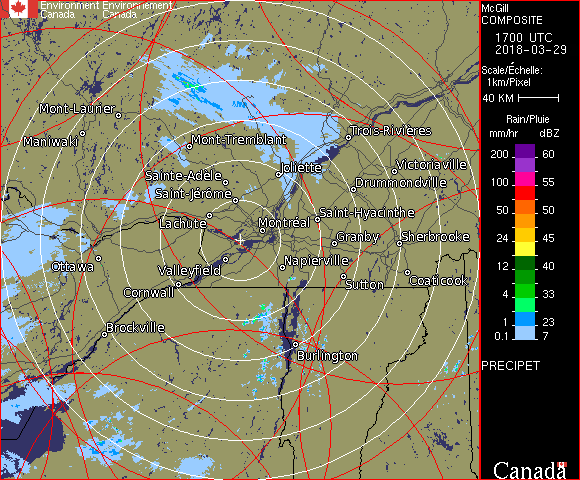 Environment Environnement
Canada Canada
McGill
COMPOSITE
1700 UTC
2018-03-29
Scale/Échelle:
1km/Pixel
40 KM
Rain/Pluie
mm/hr dBZ
200 60
100 55
50 50
24 45
12 40
4 33
1 23
0.1 7
PRECIPET
Canada
Mont-Laurier
Maniwaki
Mont-Tremblant
Trois-Rivières
Sainte-Adèle
Joliette
Victoriaville
Saint-Jérôme
Drummondville
Lachute
Montréal
Saint-Hyacinthe
Granby
Sherbrooke
Ottawa
Valleyfield
Napierville
Cornwall
Sutton
Coaticook
Brockville
Burlington